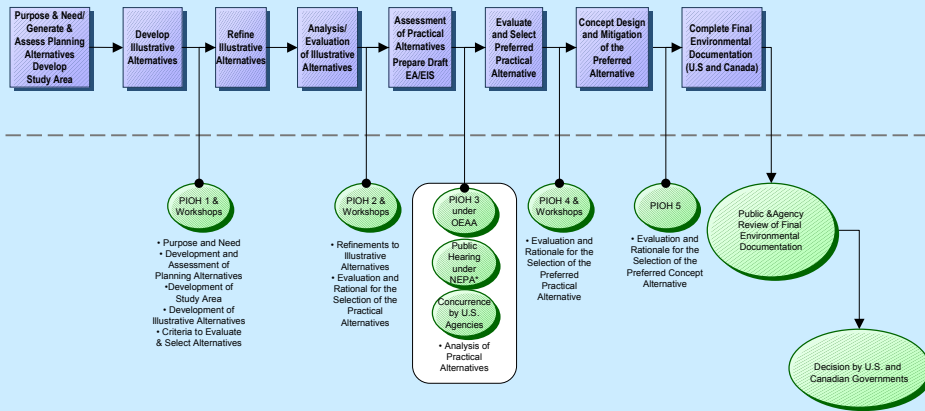 Purpose & Need/
Generate &
Assess Planning
Alternatives
Develop
Study Area
Develop
Illustrative
Alternatives
Refine
Illustrative
Alternatives
Analysis/
Evaluation
of Illustrative
Alternatives
Assessment
of Practical
Alternatives
Prepare Draft
EA/EIS
Evaluate
and Select
Preferred
Practical
Alternative
Concept Design
and Mitigation
of the
Preferred
Alternative
Complete Final
Environmental
Documentation
(U.S and Canada)
PIOH 1 &
Workshops
• Purpose and Need
• Development and
Assessment of
Planning Alternatives
•Development of
Study Area
• Development of
Illustrative Alternatives
• Criteria to Evaluate
& Select Alternatives
PIOH 2 &
Workshops
• Refinements to
Illustrative
Alternatives
• Evaluation and
Rational for the
Selection of the
Practical
Alternatives
PIOH 3
under
OEAA
Public
Hearing
under
NEPA*
Concurrence
by U.S.
Agencies
• Analysis of
Practical
Alternatives
PIOH 4 &
Workshops
• Evaluation and
Rationale for the
Selection of the
Preferred
Practical
Alternative
PIOH 5
• Evaluation and
Rationale for the
Selection of the
Preferred Concept
Alternative
Public &Agency
Review of Final
Environmental
Documentation
Decision by U.S. and
Canadian Governments